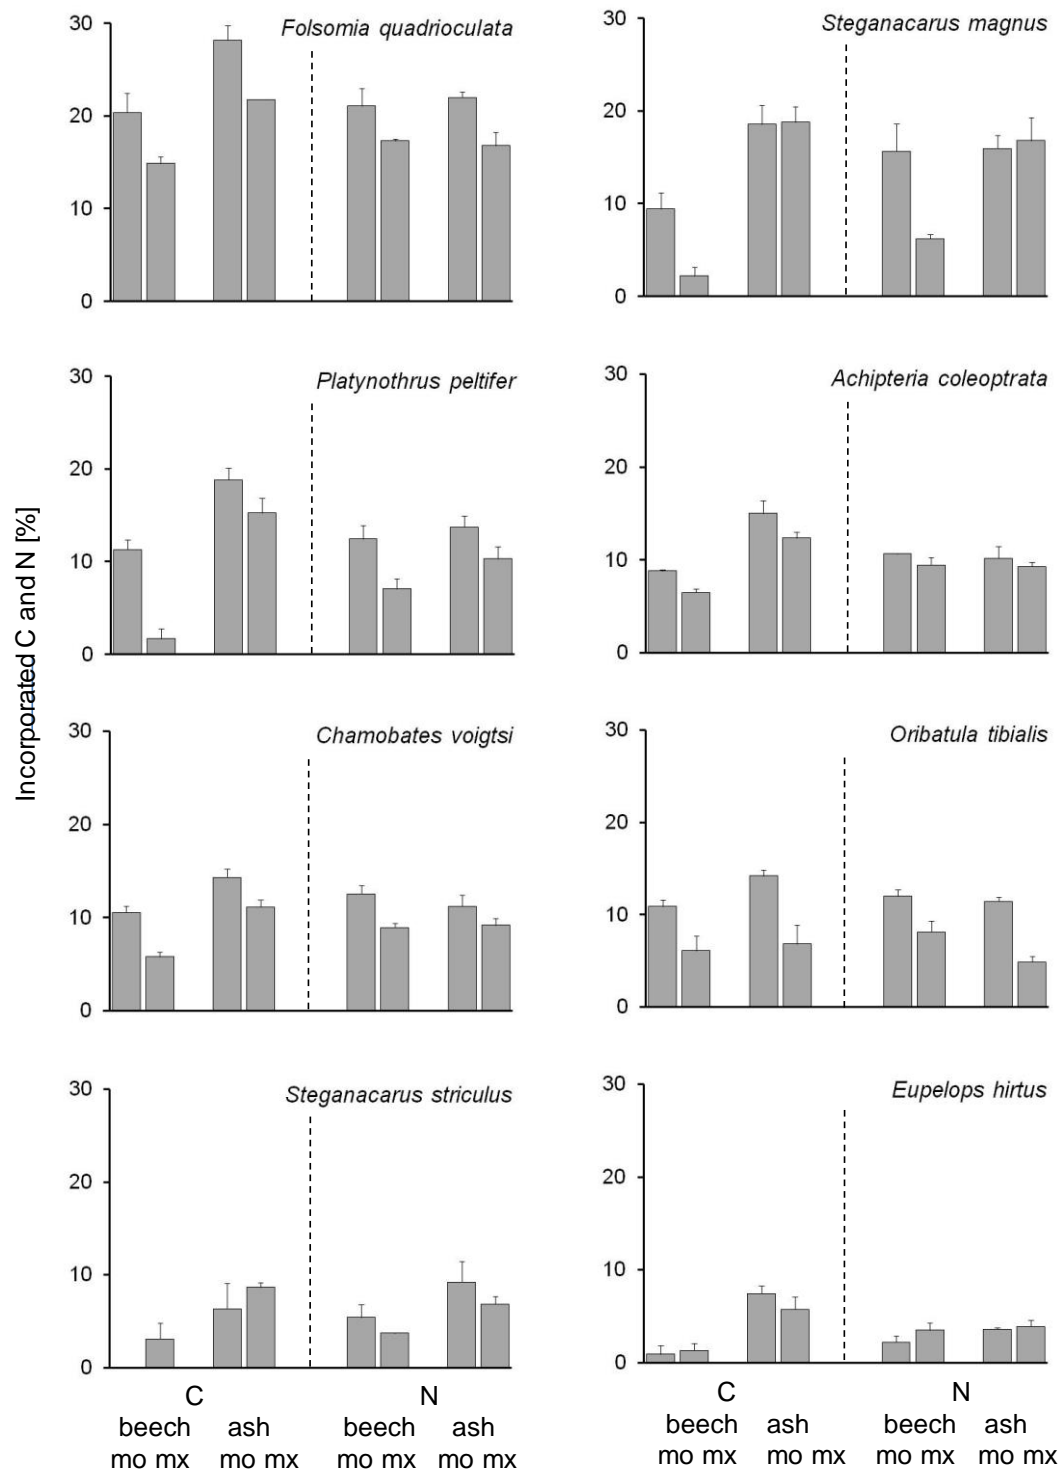 Incorporated C and N [%]
Folsomia quadrioculata
30
20
10
0
Steganacarus magnus
30
20
10
0
Platynothrus peltifer
30
20
10
0
Achipteria coleoptrata
30
20
10
0
Chamobates voigtsi
30
20
10
0
Oribatula tibialis
30
20
10
0
Steganacarus striculus
30
20
10
0
Eupelops hirtus
30
20
10
0
C N
beech ash beech ash
mo mx mo mx mo mx mo mx
C N
beech ash beech ash
mo mx mo mx mo mx mo mx